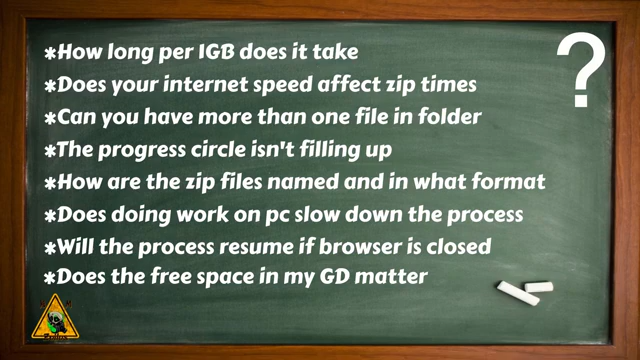 *How long per 1GB does it take
?
*Does your internet speed affect zip times
*Can you have more than one file in folder
*The progress circle isn't filling up
*How are the zip files named and in what format
*Does doing work on pc slow down the process
*Will the process resume if browser is closed
*Does the free space in my GD matter